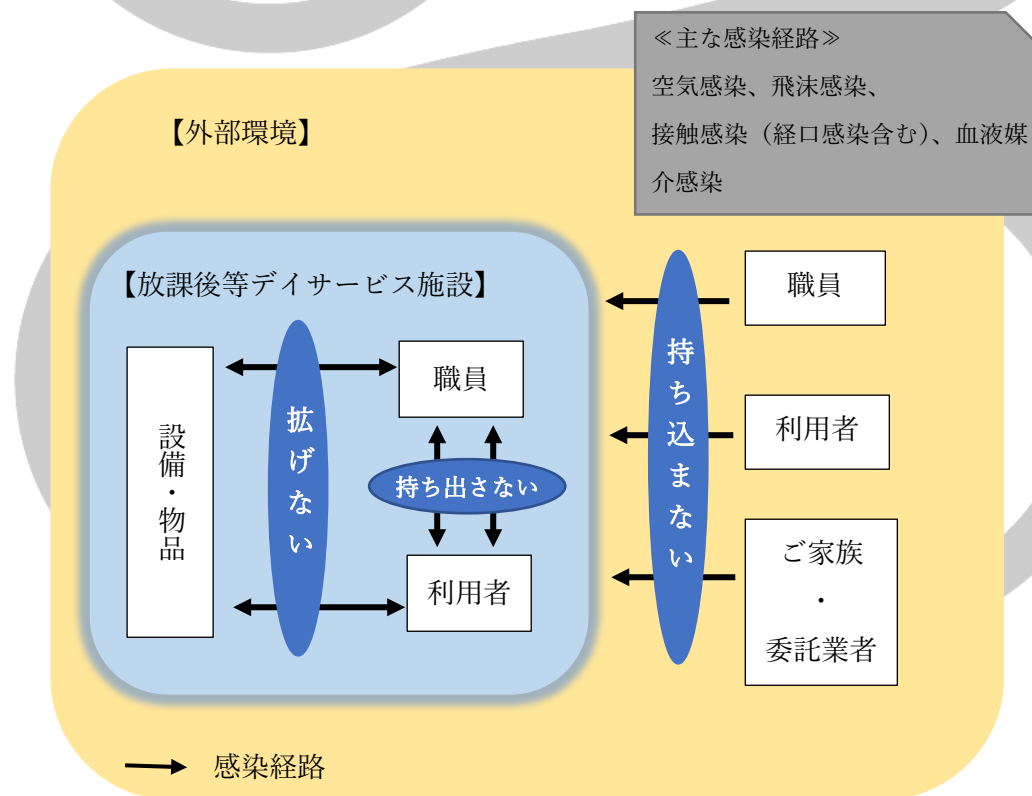 ≪主な感染経路≫
空気感染、飛沫感染、
接触感染（経口感染含む）、血液媒
介感染
【外部環境】
【放課後等デイサービス施設】
設備・物品
拡げない
職員
持ち出さない
利用者
持ち込まない
職員
利用者
ご家族
・
委託業者
感染経路